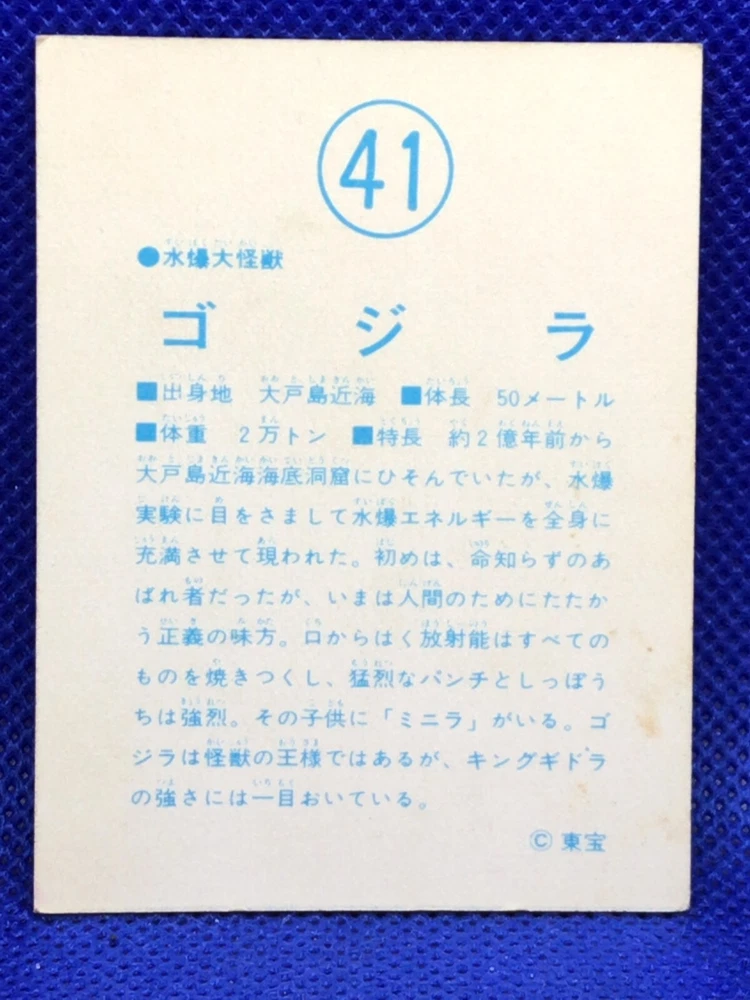 41
●水爆大怪獣
ゴジラ
■出身地　大戸島近海　■体長　50メートル
■体重　2万トン　■特長　約2億年前から
大戸島近海海底洞窟にひそんでいたが、水爆
実験に目をさまして水爆エネルギーを全身に
充満させて現われた。初めは、命知らずのあ
ばれ者だったが、いまは人間のためにたたか
う正義の味方。口からはく放射能はすべての
ものを焼きつくし、猛烈なパンチとしっぽう
ちは強烈。その子供に「ミニラ」がいる。ゴ
ジラは怪獣の王様ではあるが、キングギドラ
の強さには一目おいている。
©東宝